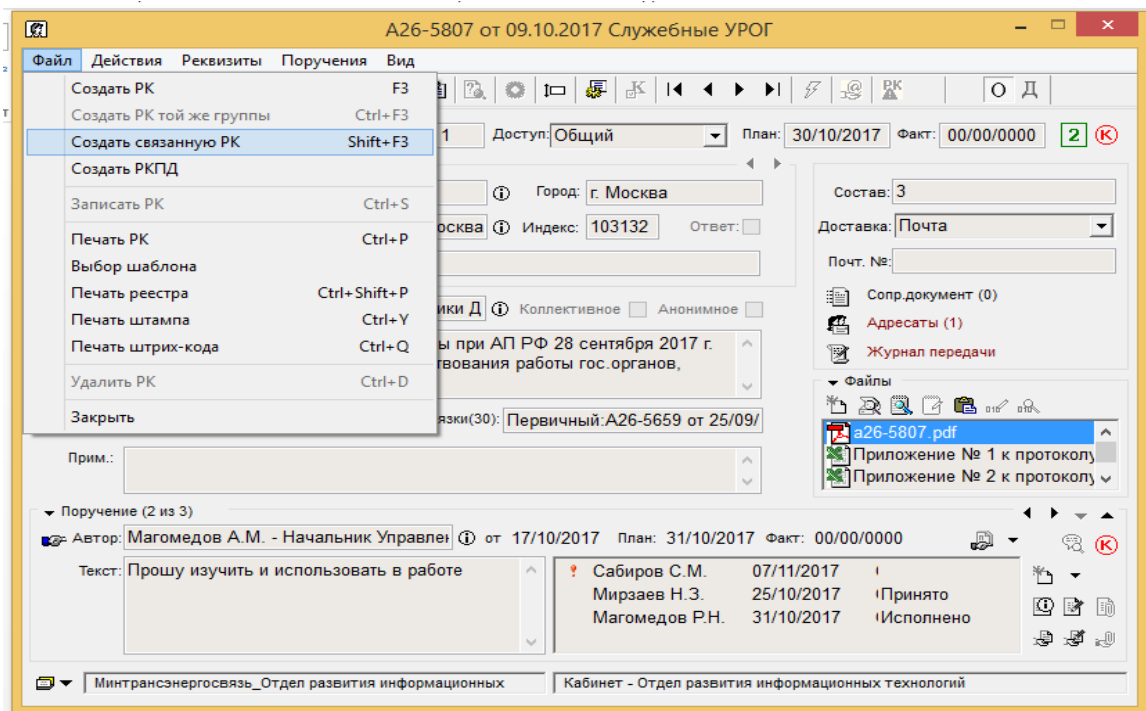 А26-5807 от 09.10.2017 Служебные УРОГ
Файл Действия Реквизиты Поручения Вид
Создать РК F3
Создать РК той же группы Ctrl+F3
Создать связанную РК Shift+F3
Создать РКПД
Записать РК Ctrl+S
Печать РК Ctrl+P
Выбор шаблона
Печать реестра Ctrl+Shift+P
Печать штампа Ctrl+Y
Печать штрих-кода Ctrl+Q
Удалить РК Ctrl+D
Закрыть
О Д
1 Доступ: Общий План: 30/10/2017 Факт: 00/00/0000 2 К
Город: г. Москва
осква Индекс: 103132 Ответ:
ики Д Коллективное Анонимное
ы при АП РФ 28 сентября 2017 г.
твования работы гос.органов,
язки(30): Первичный:А26-5659 от 25/09/
Прим.:
Состав: 3
Доставка: Почта
Почт. №:
Сопр.документ (0)
Адресаты (1)
Журнал передачи
Файлы
a26-5807.pdf
Приложение № 1 к протоколу
Приложение № 2 к протоколу
Поручение (2 из 3)
Автор: Магомедов А.М. - Начальник Управлен от 17/10/2017 План: 31/10/2017 Факт: 00/00/0000 К
Текст: Прошу изучить и использовать в работе
Сабиров С.М. 07/11/2017
Мирзаев Н.З. 25/10/2017 Принято
Магомедов Р.Н. 31/10/2017 Исполнено
Минтрансэнергосвязь_Отдел развития информационных
Кабинет - Отдел развития информационных технологий